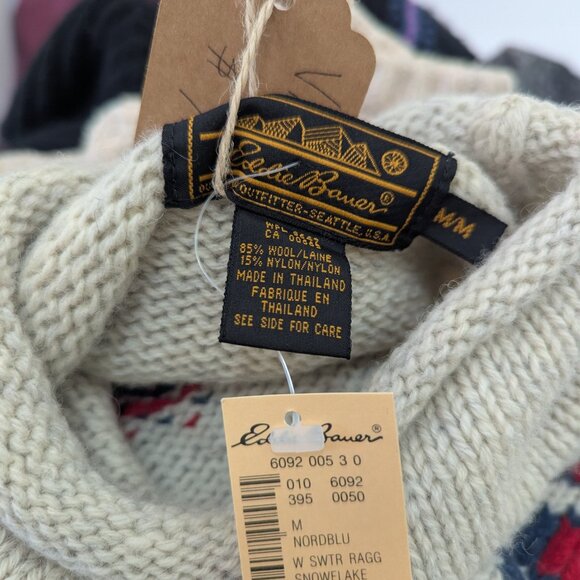 Eddie Bauer®
OUTFITTER-SEATTLE, U.S.A
M/M
85% WOOL/LAINE
15% NYLON/NYLON
MADE IN THAILAND
FABRIQUE EN
THAILAND
SEE SIDE FOR CARE
Eddie Bauer®
6092 005 3 0
010 6092
395 0050
M
NORDBLU
W SWTR RAGG
SNOWFLAKE